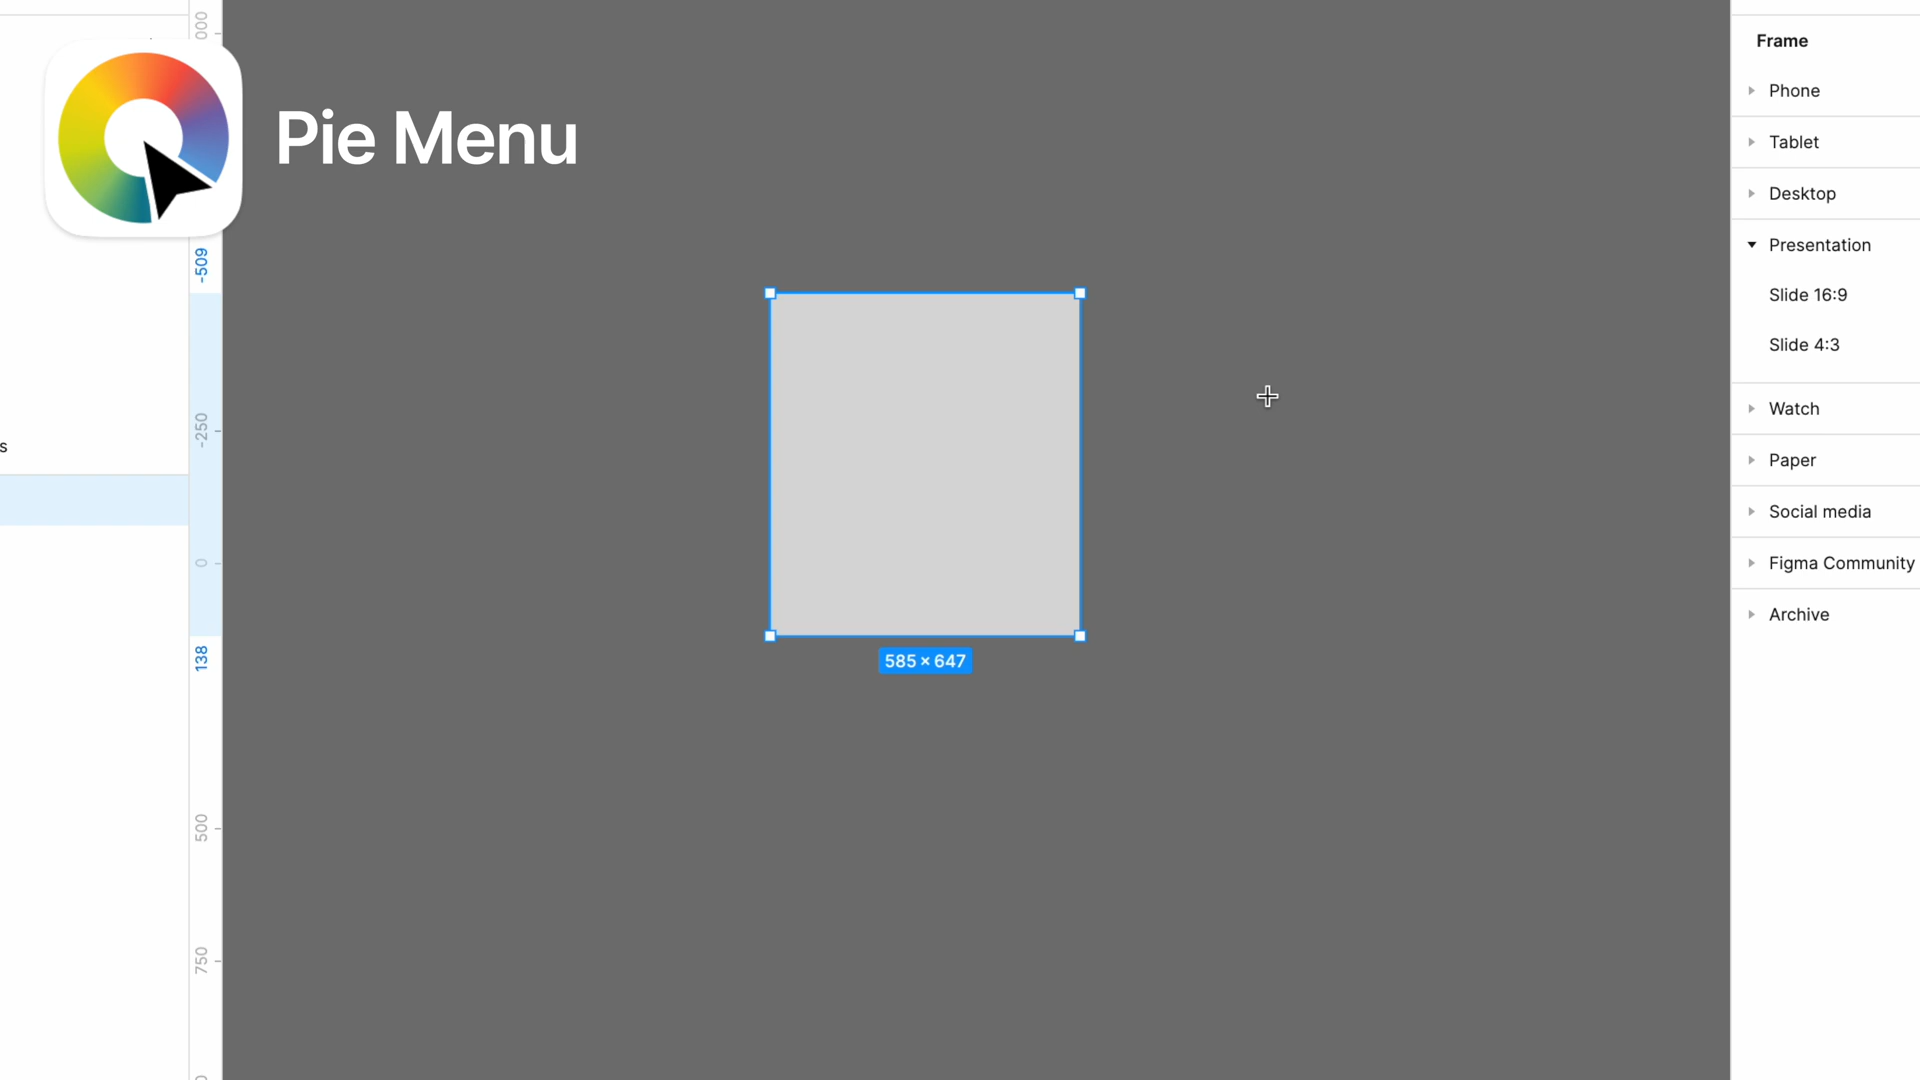 Pie Menu
000
-509
-250
0
138
500
750
s
585 × 647
Frame
Phone
Tablet
Desktop
Presentation
Slide 16:9
Slide 4:3
Watch
Paper
Social media
Figma Community
Archive